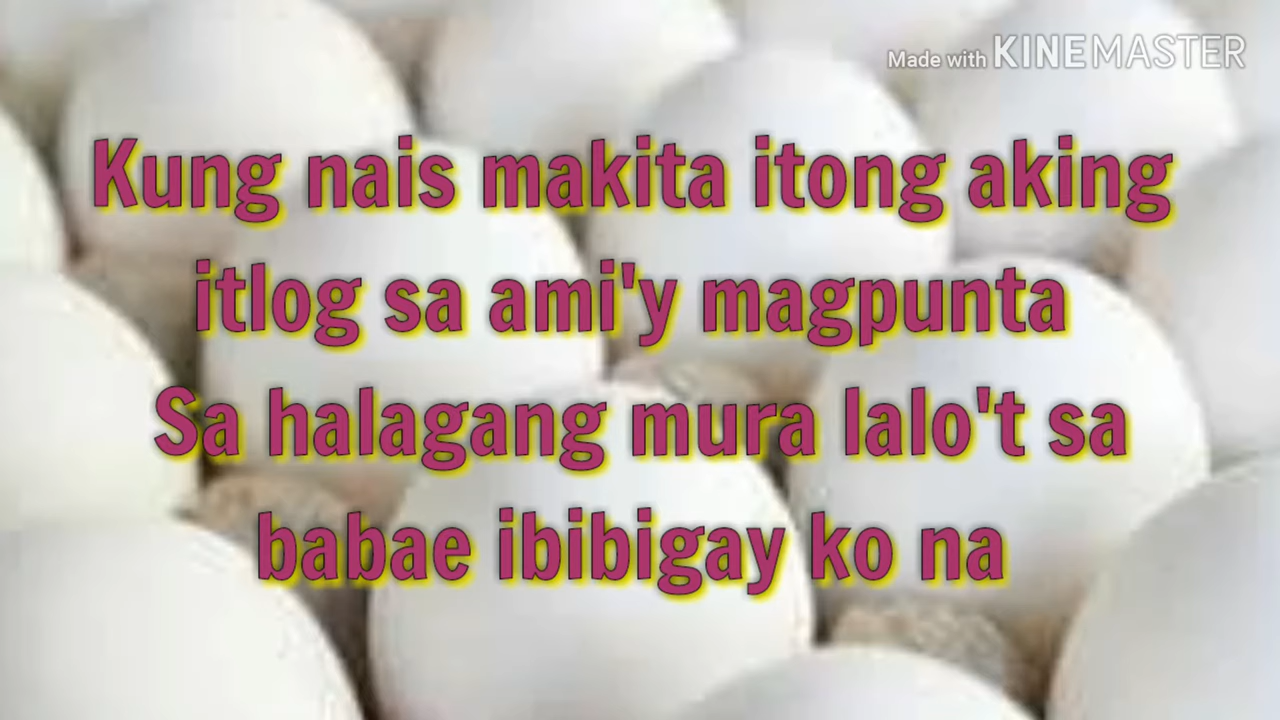 Made with KINEMASTER
Kung nais makita itong aking
itlog sa ami'y magpunta
Sa halagang mura lalo't sa
babae ibibigay ko na